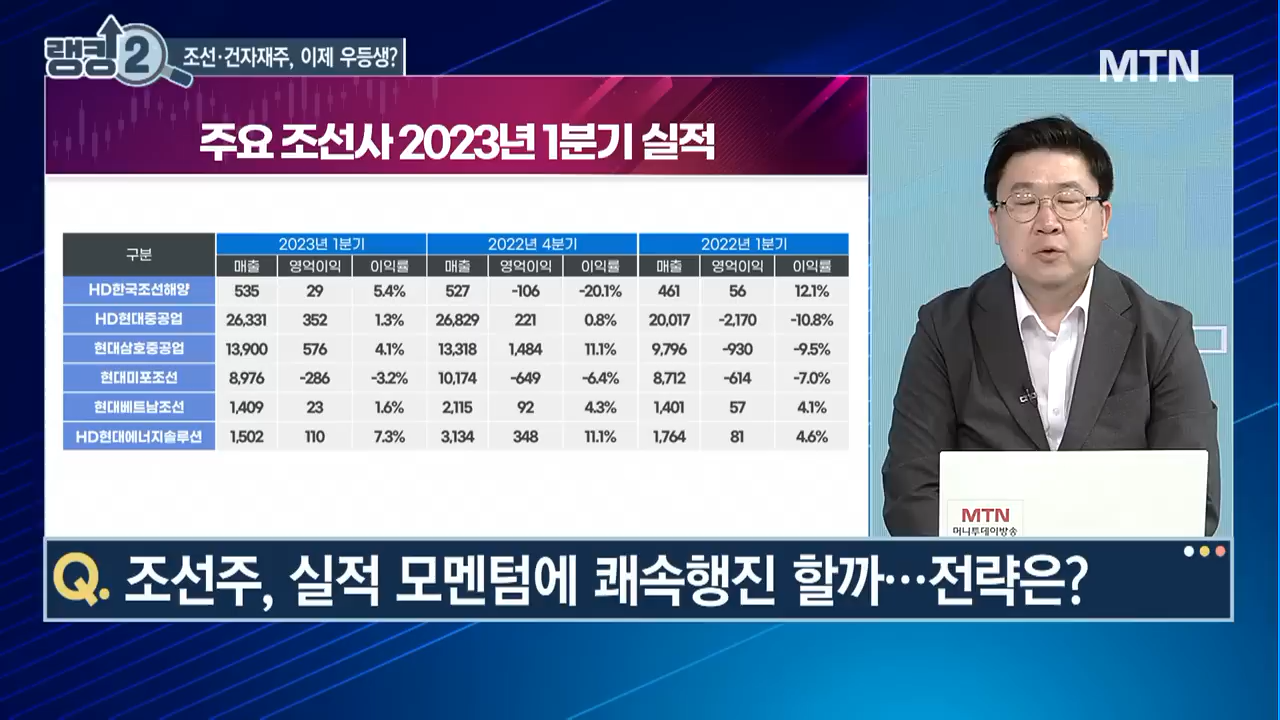 랭킹2
조선·건자재주, 이제 우등생?
MTN
주요 조선사 2023년 1분기 실적
구분 2023년 1분기 2022년 4분기 2022년 1분기
매출 영억이익 이익률 매출 영억이익 이익률 매출 영억이익 이익률
HD한국조선해양 535 29 5.4% 527 -106 -20.1% 461 56 12.1%
HD현대중공업 26,331 352 1.3% 26,829 221 0.8% 20,017 -2,170 -10.8%
현대삼호중공업 13,900 576 4.1% 13,318 1,484 11.1% 9,796 -930 -9.5%
현대미포조선 8,976 -286 -3.2% 10,174 -649 -6.4% 8,712 -614 -7.0%
현대베트남조선 1,409 23 1.6% 2,115 92 4.3% 1,401 57 4.1%
HD현대에너지솔루션 1,502 110 7.3% 3,134 348 11.1% 1,764 81 4.6%
MTN
머니투데이방송
Q. 조선주, 실적 모멘텀에 쾌속행진 할까…전략은?